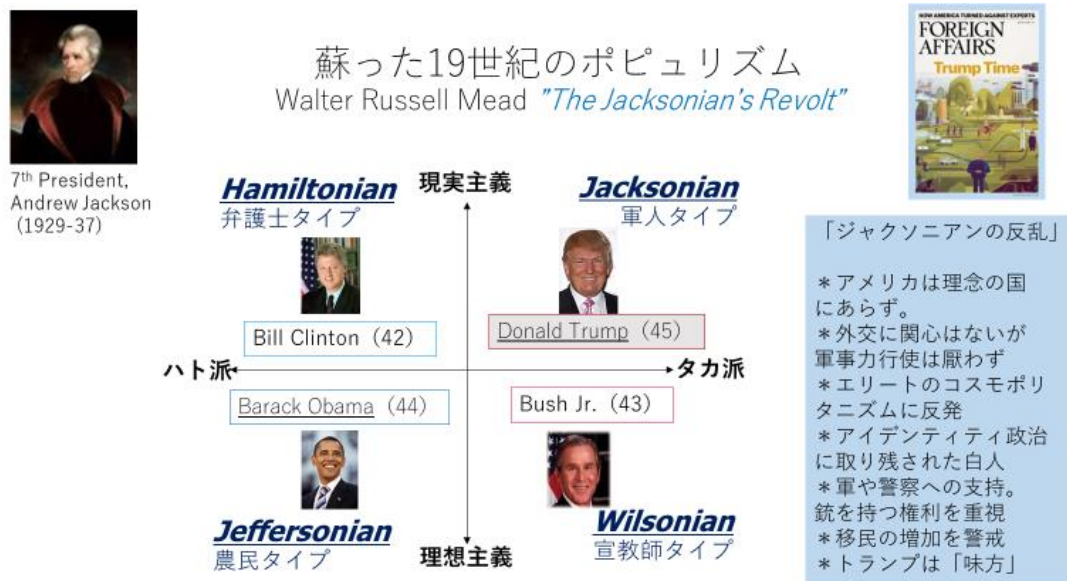 蘇った19世紀のポピュリズム
Walter Russell Mead ”The Jacksonian’s Revolt”
7th President,
Andrew Jackson
(1929-37)
HOW AMERICA TURNED AGAINST EXPERTS
FOREIGN
AFFAIRS
Trump Time
現実主義
Hamiltonian
弁護士タイプ
Jacksonian
軍人タイプ
Bill Clinton（42）
Donald Trump（45）
ハト派
タカ派
Barack Obama（44）
Bush Jr.（43）
Jeffersonian
農民タイプ
Wilsonian
宣教師タイプ
理想主義
「ジャクソニアンの反乱」
＊アメリカは理念の国
にあらず。
＊外交に関心はないが
軍事力行使は厭わず
＊エリートのコスモポリ
タニズムに反発
＊アイデンティティ政治
に取り残された白人
＊軍や警察への支持。
銃を持つ権利を重視
＊移民の増加を警戒
＊トランプは「味方」